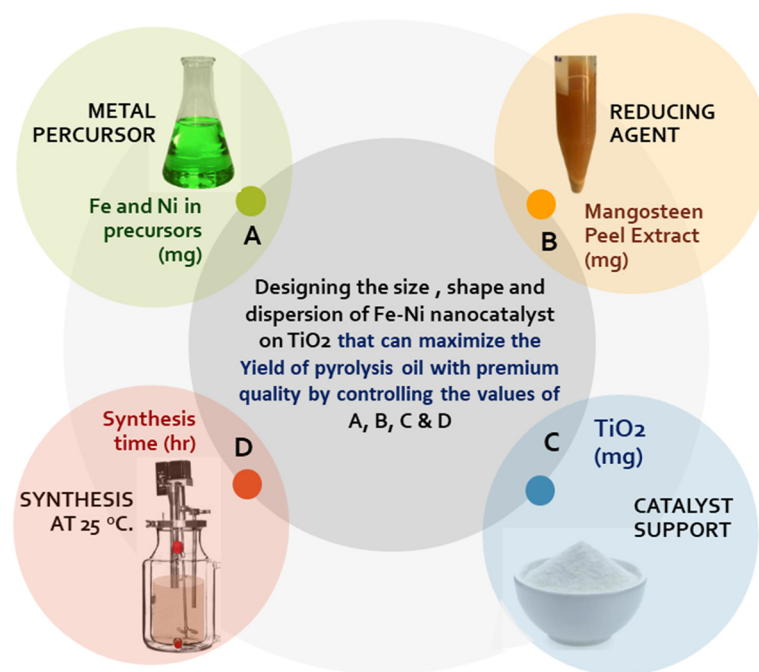 METAL
PERCURSOR
Fe and Ni in
precursors
(mg)
A
REDUCING
AGENT
Mangosteen
Peel Extract
(mg)
B
Designing the size , shape and
dispersion of Fe-Ni nanocatalyst
on TiO2 that can maximize the
Yield of pyrolysis oil with premium
quality by controlling the values of
A, B, C & D
Synthesis
time (hr)
D
SYNTHESIS
AT 25 ºC.
C
TiO2
(mg)
CATALYST
SUPPORT